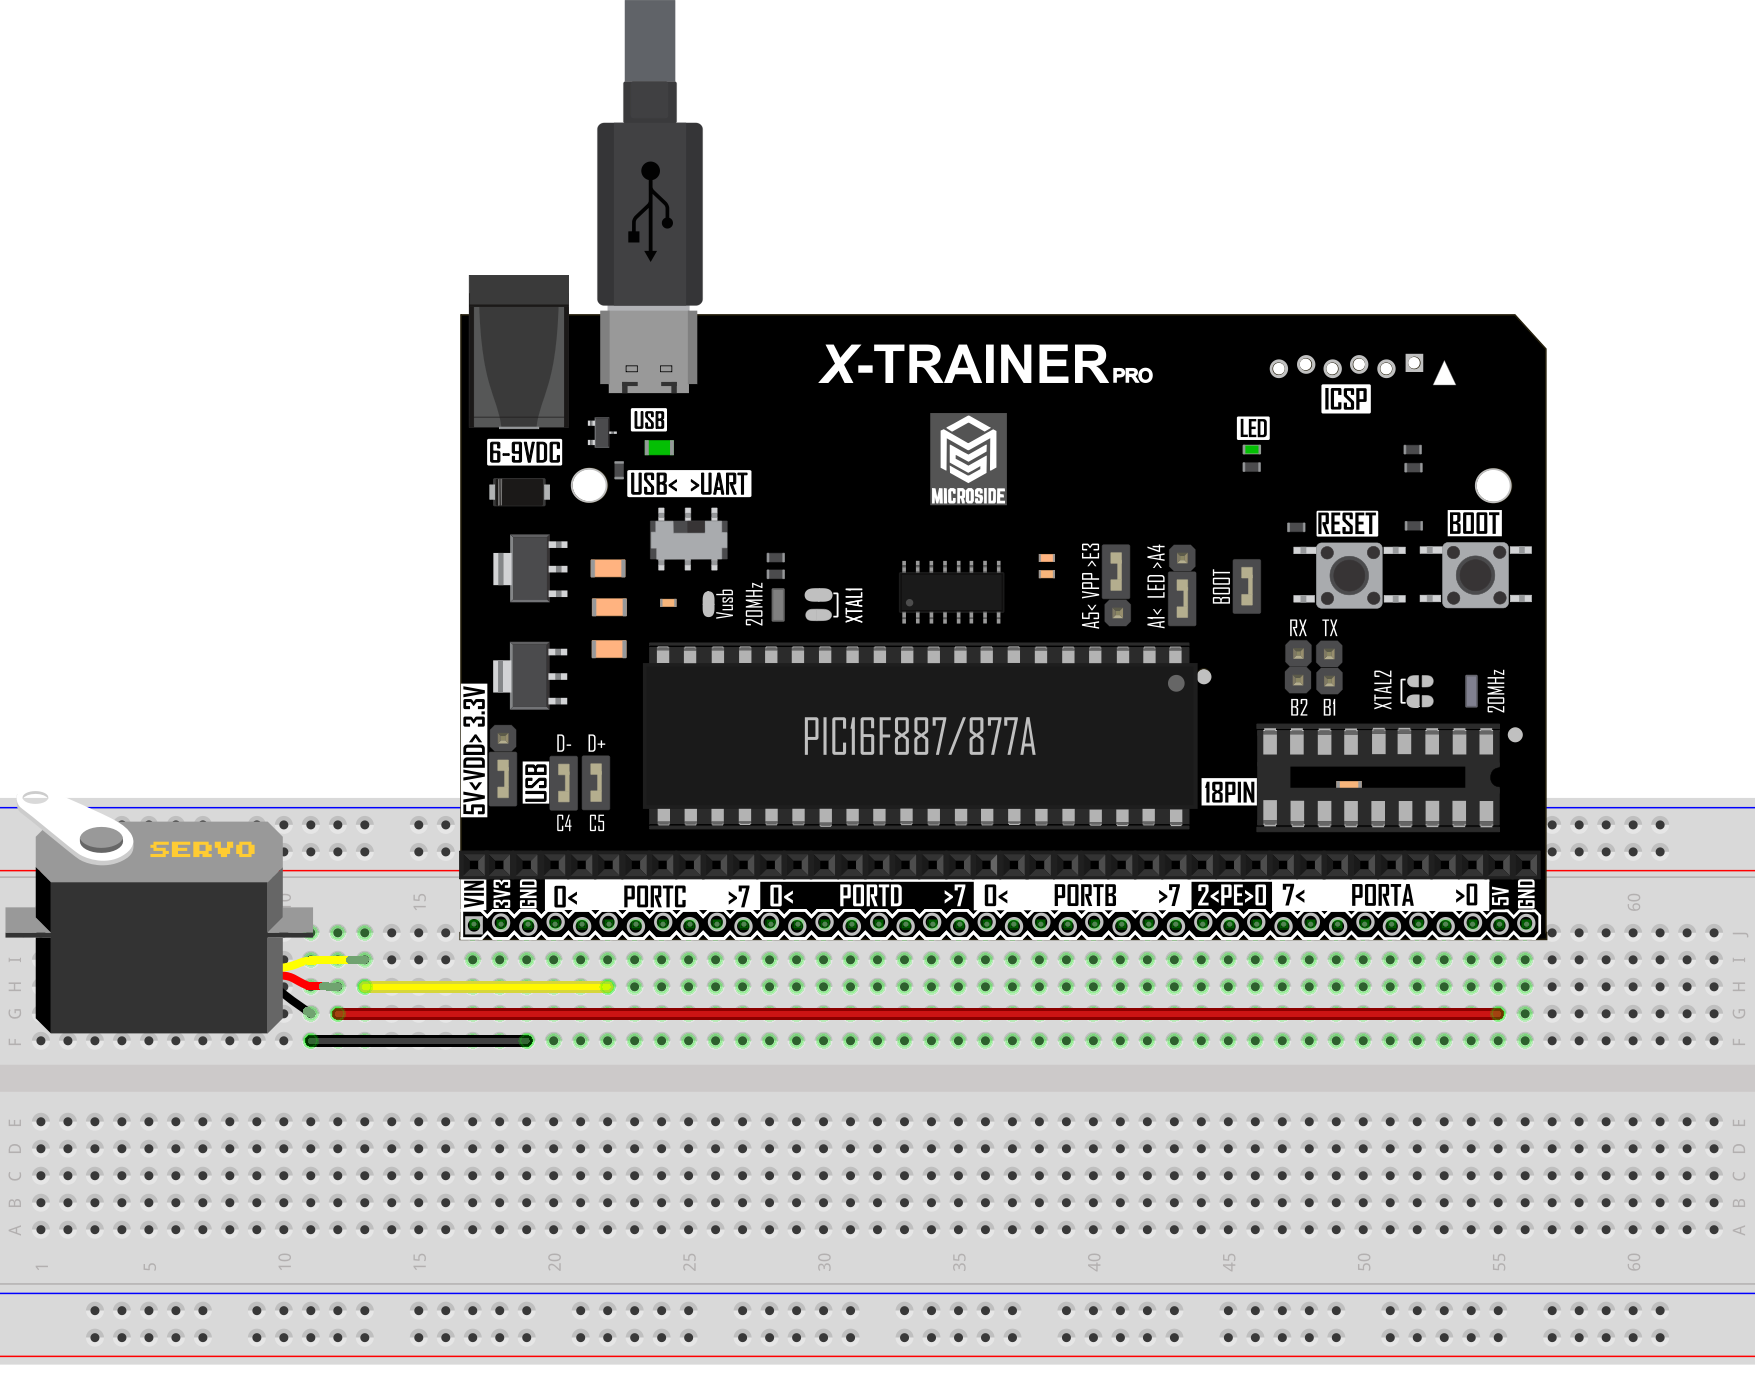 X-TRAINER PRO
ICSP
USB
LED
6-9VDC
USB< >UART
MICROSIDE
RESET
BOOT
A5< VPP >E3
A1< LED >A4
BOOT
Vusb
20MHz
XTAL1
RX TX
B2 B1
XTAL2
20MHz
5V<VDD> 3.3V
D- D+
USB
C4 C5
PIC16F887/877A
18PIN
SERVO
VIN 3V3 GND 0< PORTC >7 0< PORTD >7 0< PORTB >7 2<PE>0 7< PORTA >0 5V GND
15 60
J
I I
H H
G G
F F
E E
D D
C C
B B
A A
1 5 10 15 20 25 30 35 40 45 50 55 60